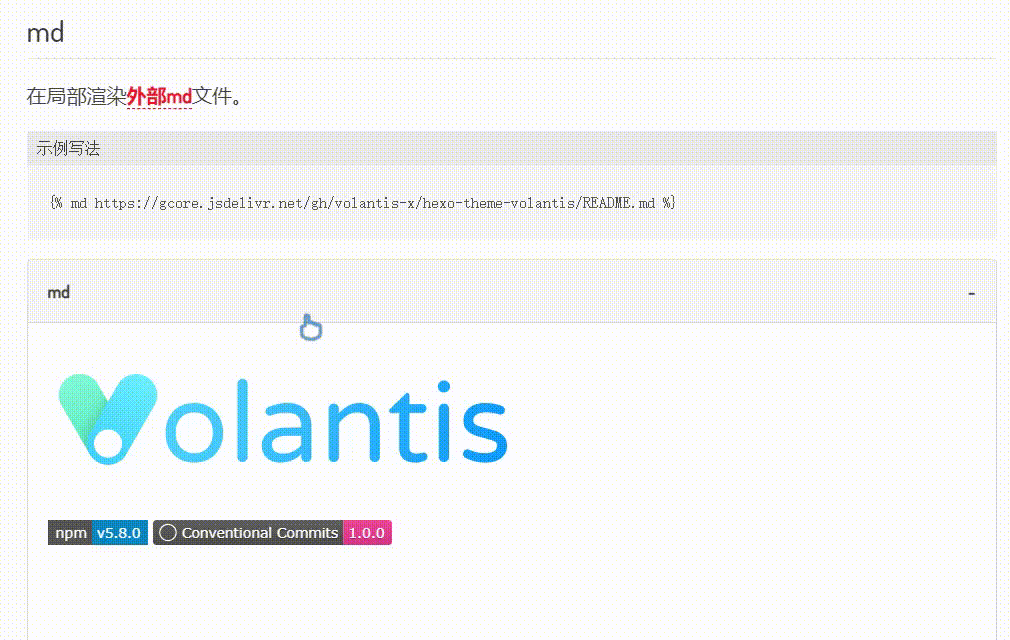 md
在局部渲染外部md文件。
示例写法
{% md https://gcore.jsdelivr.net/gh/volantis-x/hexo-theme-volantis/README.md %}
md -
Volantis
npm v5.8.0 Conventional Commits 1.0.0